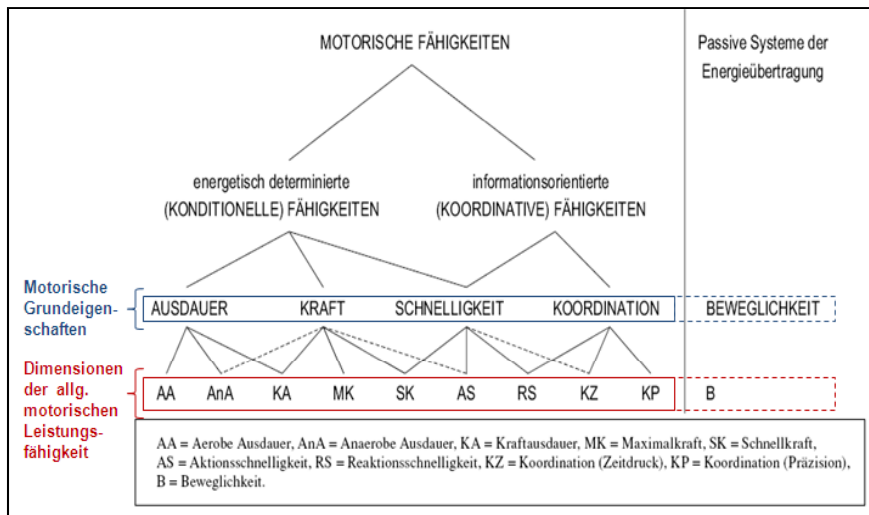 MOTORISCHE FÄHIGKEITEN
Passive Systeme der
Energieübertragung
energetisch determinierte
(KONDITIONELLE) FÄHIGKEITEN
informationsorientierte
(KOORDINATIVE) FÄHIGKEITEN
Motorische
Grundeigen-
schaften
AUSDAUER KRAFT SCHNELLIGKEIT KOORDINATION BEWEGLICHKEIT
Dimensionen
der allg.
motorischen
Leistungs-
fähigkeit
AA AnA KA MK SK AS RS KZ KP B
AA = Aerobe Ausdauer, AnA = Anaerobe Ausdauer, KA = Kraftausdauer, MK = Maximalkraft, SK = Schnellkraft,
AS = Aktionsschnelligkeit, RS = Reaktionsschnelligkeit, KZ = Koordination (Zeitdruck), KP = Koordination (Präzision),
B = Beweglichkeit.